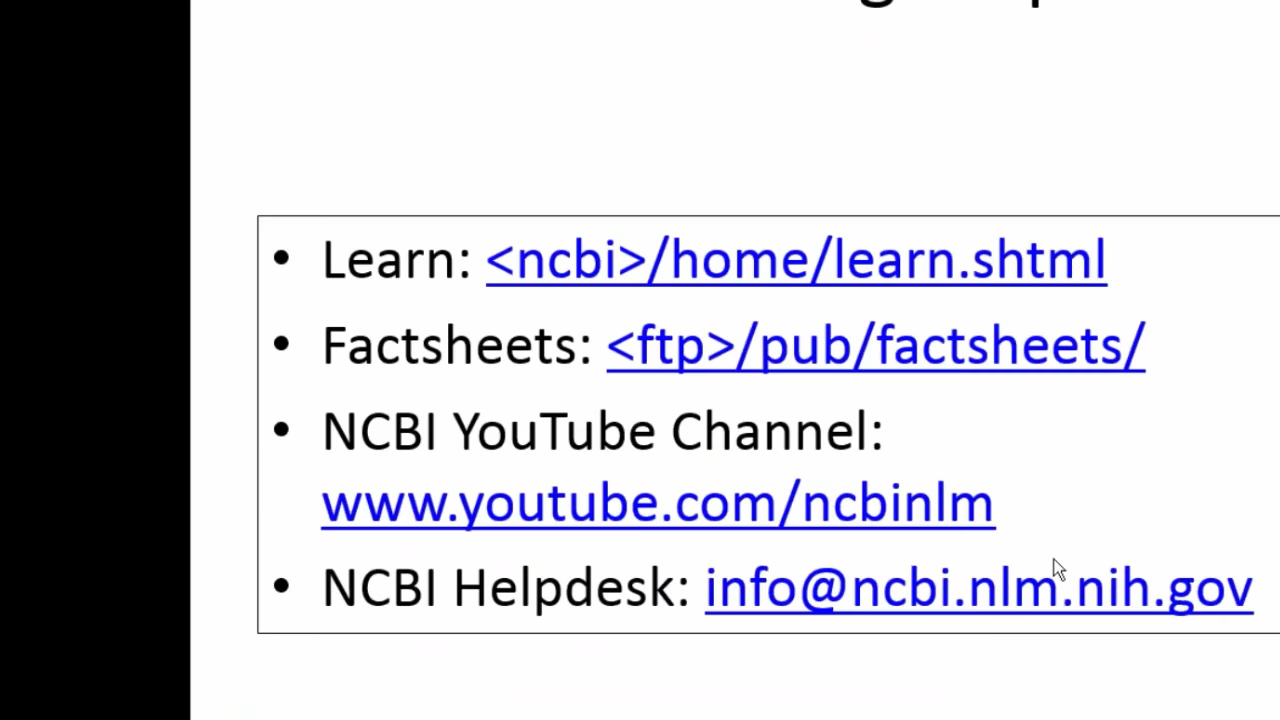 • Learn: <ncbi>/home/learn.shtml
• Factsheets: <ftp>/pub/factsheets/
• NCBI YouTube Channel:
www.youtube.com/ncbinlm
• NCBI Helpdesk: info@ncbi.nlm.nih.gov